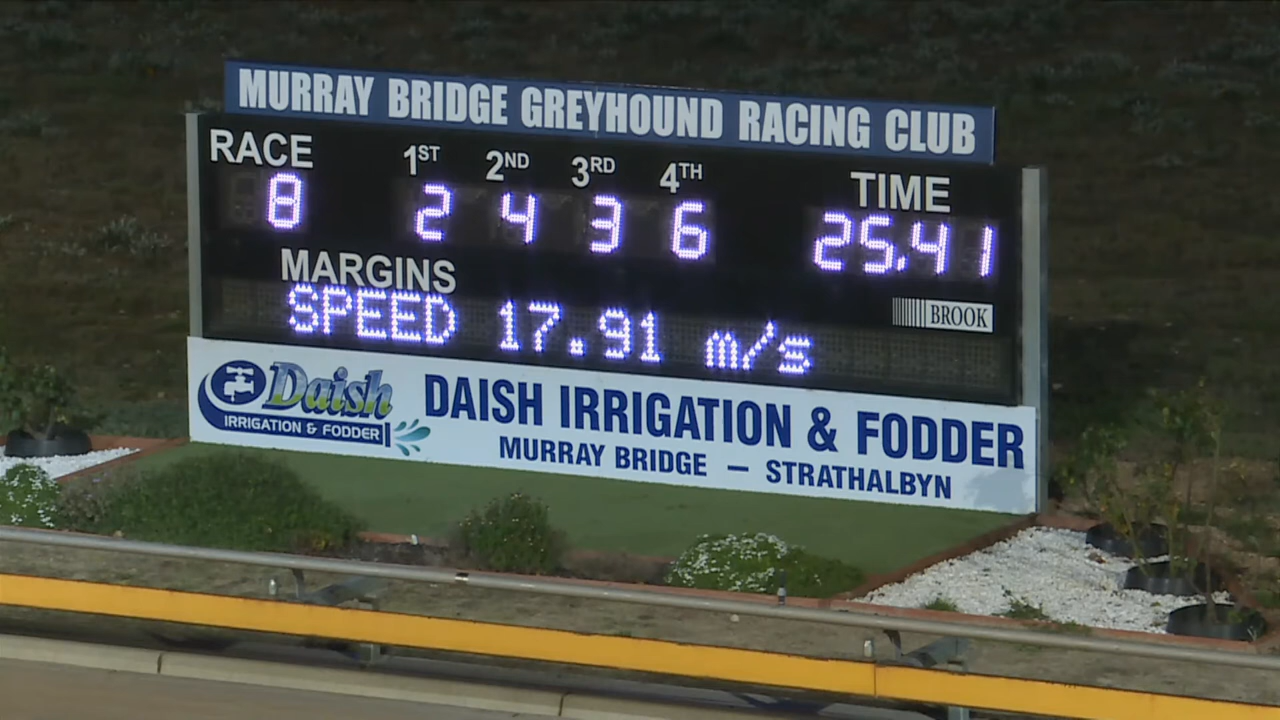 MURRAY BRIDGE GREYHOUND RACING CLUB
RACE 1ST 2ND 3RD 4TH TIME
8 2 4 3 6 25.41
MARGINS
SPEED 17.91 m/s
BROOK
Daish
IRRIGATION & FODDER
DAISH IRRIGATION & FODDER
MURRAY BRIDGE – STRATHALBYN